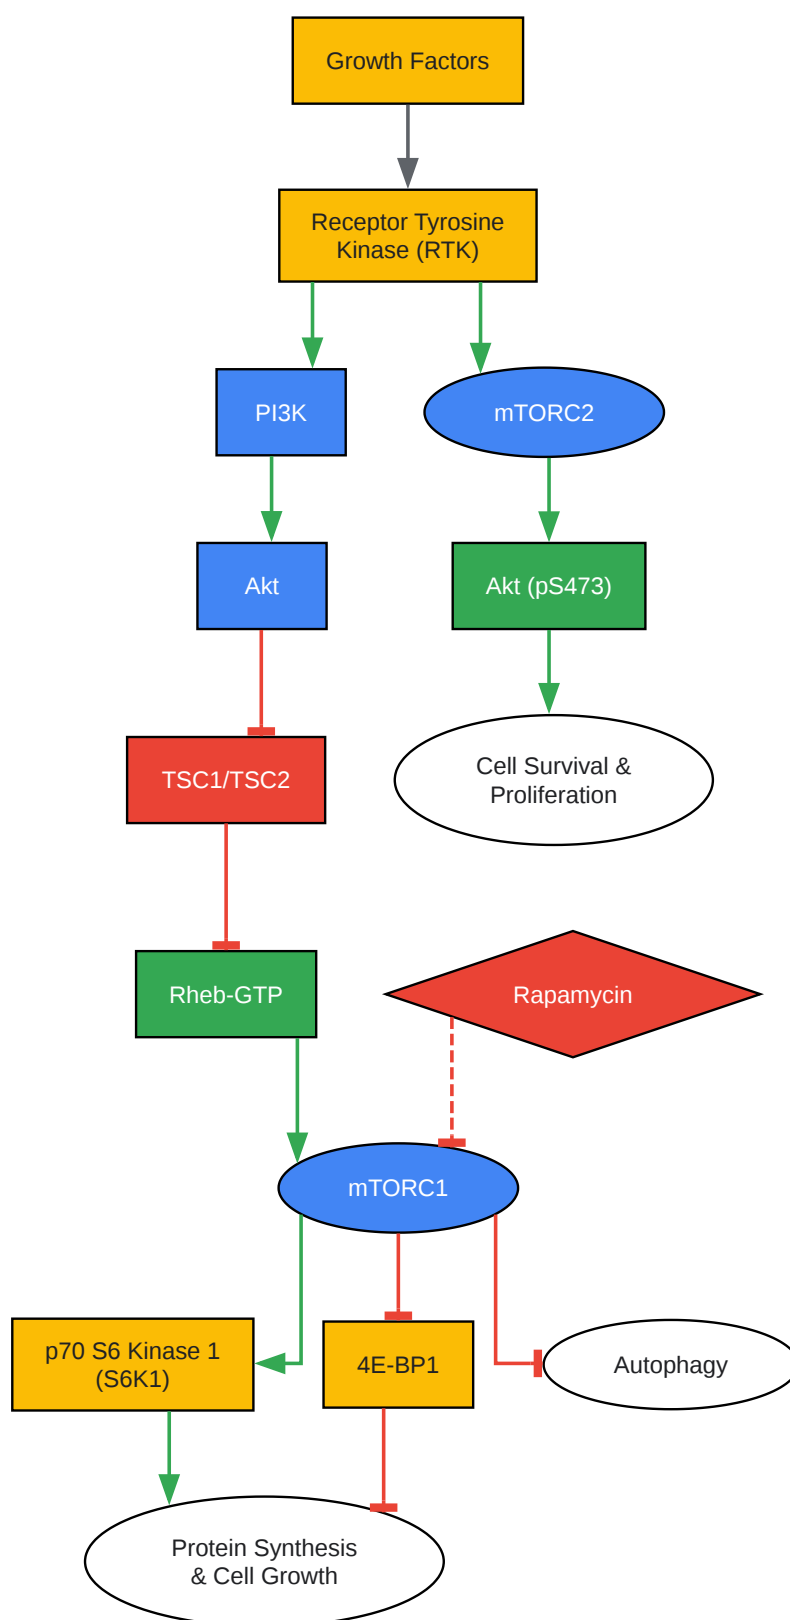 Growth Factors
Receptor Tyrosine
Kinase (RTK)
PI3K
mTORC2
Akt
Akt (pS473)
TSC1/TSC2
Cell Survival &
Proliferation
Rheb-GTP
Rapamycin
mTORC1
p70 S6 Kinase 1
(S6K1)
4E-BP1
Autophagy
Protein Synthesis
& Cell Growth